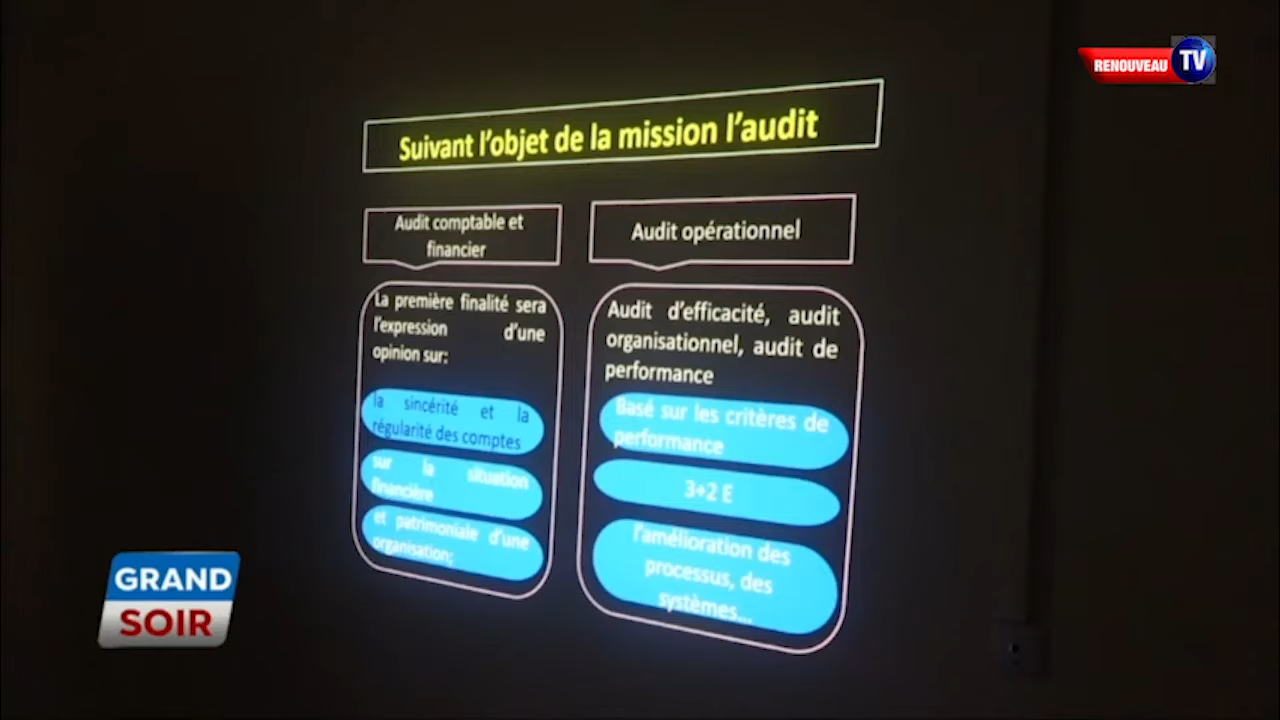 RENOUVEAU TV
Suivant l'objet de la mission l'audit
Audit comptable et
financier
La première finalité sera
l'expression d'une
opinion sur:
la sincérité et la
régularité des comptes
sur la situation
financière
et patrimoniale d'une
organisation;
Audit opérationnel
Audit d'efficacité, audit
organisationnel, audit de
performance
Basé sur les critères de
performance
3+2 E
l'amélioration des
processus, des
systèmes...
GRAND
SOIR